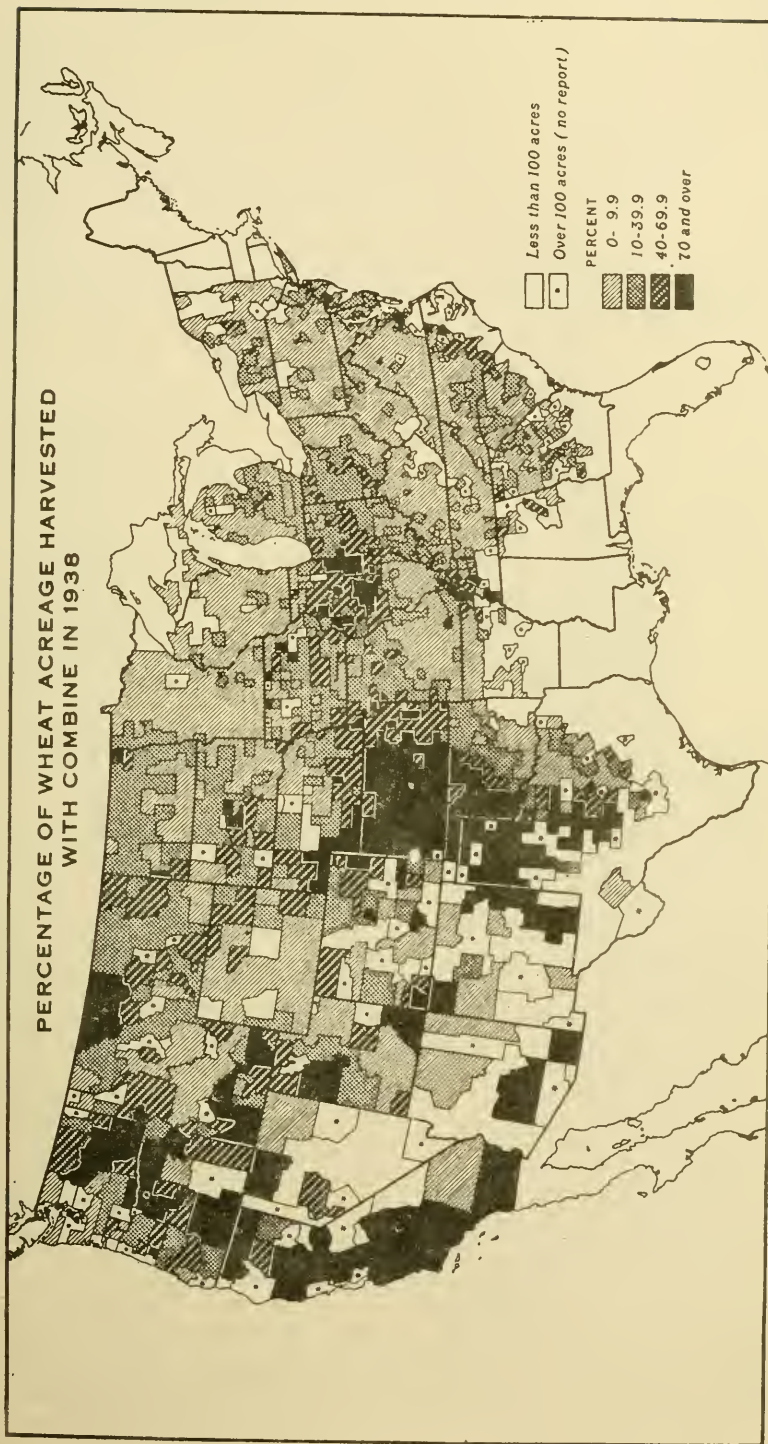 PERCENTAGE OF WHEAT ACREAGE HARVESTED
WITH COMBINE IN 1938
Less than 100 acres
Over 100 acres (no report)
PERCENT
0- 9.9
10-39.9
40-69.9
70 and over